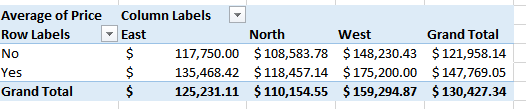 Average of Price Column Labels
Row Labels East North West Grand Total
No $ 117,750.00 $ 108,583.78 $ 148,230.43 $ 121,958.14
Yes $ 135,468.42 $ 118,457.14 $ 175,200.00 $ 147,769.05
Grand Total $ 125,231.11 $ 110,154.55 $ 159,294.87 $ 130,427.34